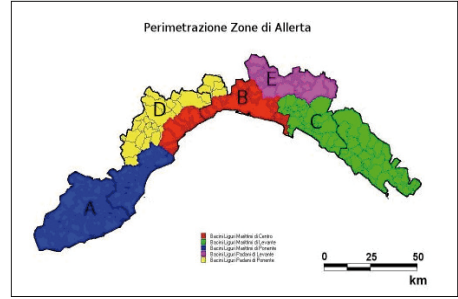 Perimetrazione Zone di Allerta
E
B
D
C
A
Bacini Liguri Marittimi di Centro
Bacini Liguri Marittimi di Levante
Bacini Liguri Marittimi di Ponente
Bacini Liguri Padani di Levante
Bacini Liguri Padani di Ponente
0 25 50
km